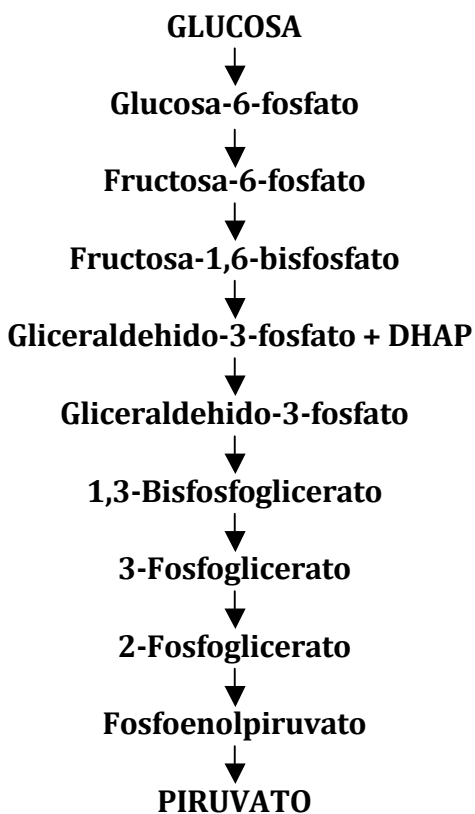 GLUCOSA
Glucosa-6-fosfato
Fructosa-6-fosfato
Fructosa-1,6-bisfosfato
Gliceraldehido-3-fosfato + DHAP
Gliceraldehido-3-fosfato
1,3-Bisfosfoglicerato
3-Fosfoglicerato
2-Fosfoglicerato
Fosfoenolpiruvato
PIRUVATO